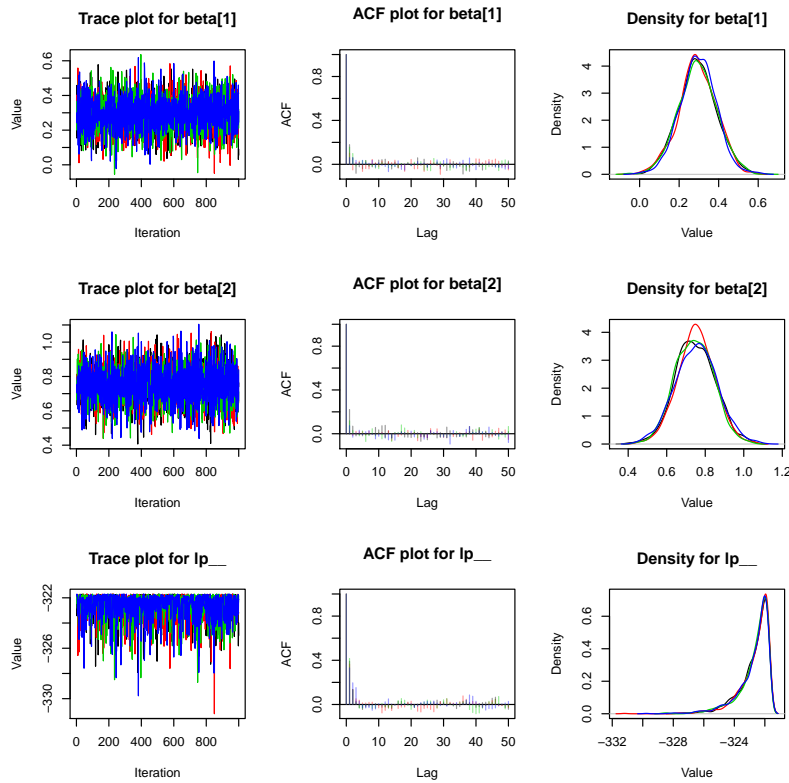 Trace plot for beta[1]
Value
0.0 0.2 0.4 0.6
0 200 400 600 800
Iteration
ACF plot for beta[1]
ACF
0.0 0.4 0.8
0 10 20 30 40 50
Lag
Density for beta[1]
Density
0 1 2 3 4
0.0 0.2 0.4 0.6
Value
Trace plot for beta[2]
Value
0.4 0.6 0.8 1.0
0 200 400 600 800
Iteration
ACF plot for beta[2]
ACF
0.0 0.4 0.8
0 10 20 30 40 50
Lag
Density for beta[2]
Density
0 1 2 3 4
0.4 0.6 0.8 1.0 1.2
Value
Trace plot for lp__
Value
−330 −326 −322
0 200 400 600 800
Iteration
ACF plot for lp__
ACF
0.0 0.4 0.8
0 10 20 30 40 50
Lag
Density for lp__
Density
0.0 0.2 0.4 0.6
−332 −328 −324
Value